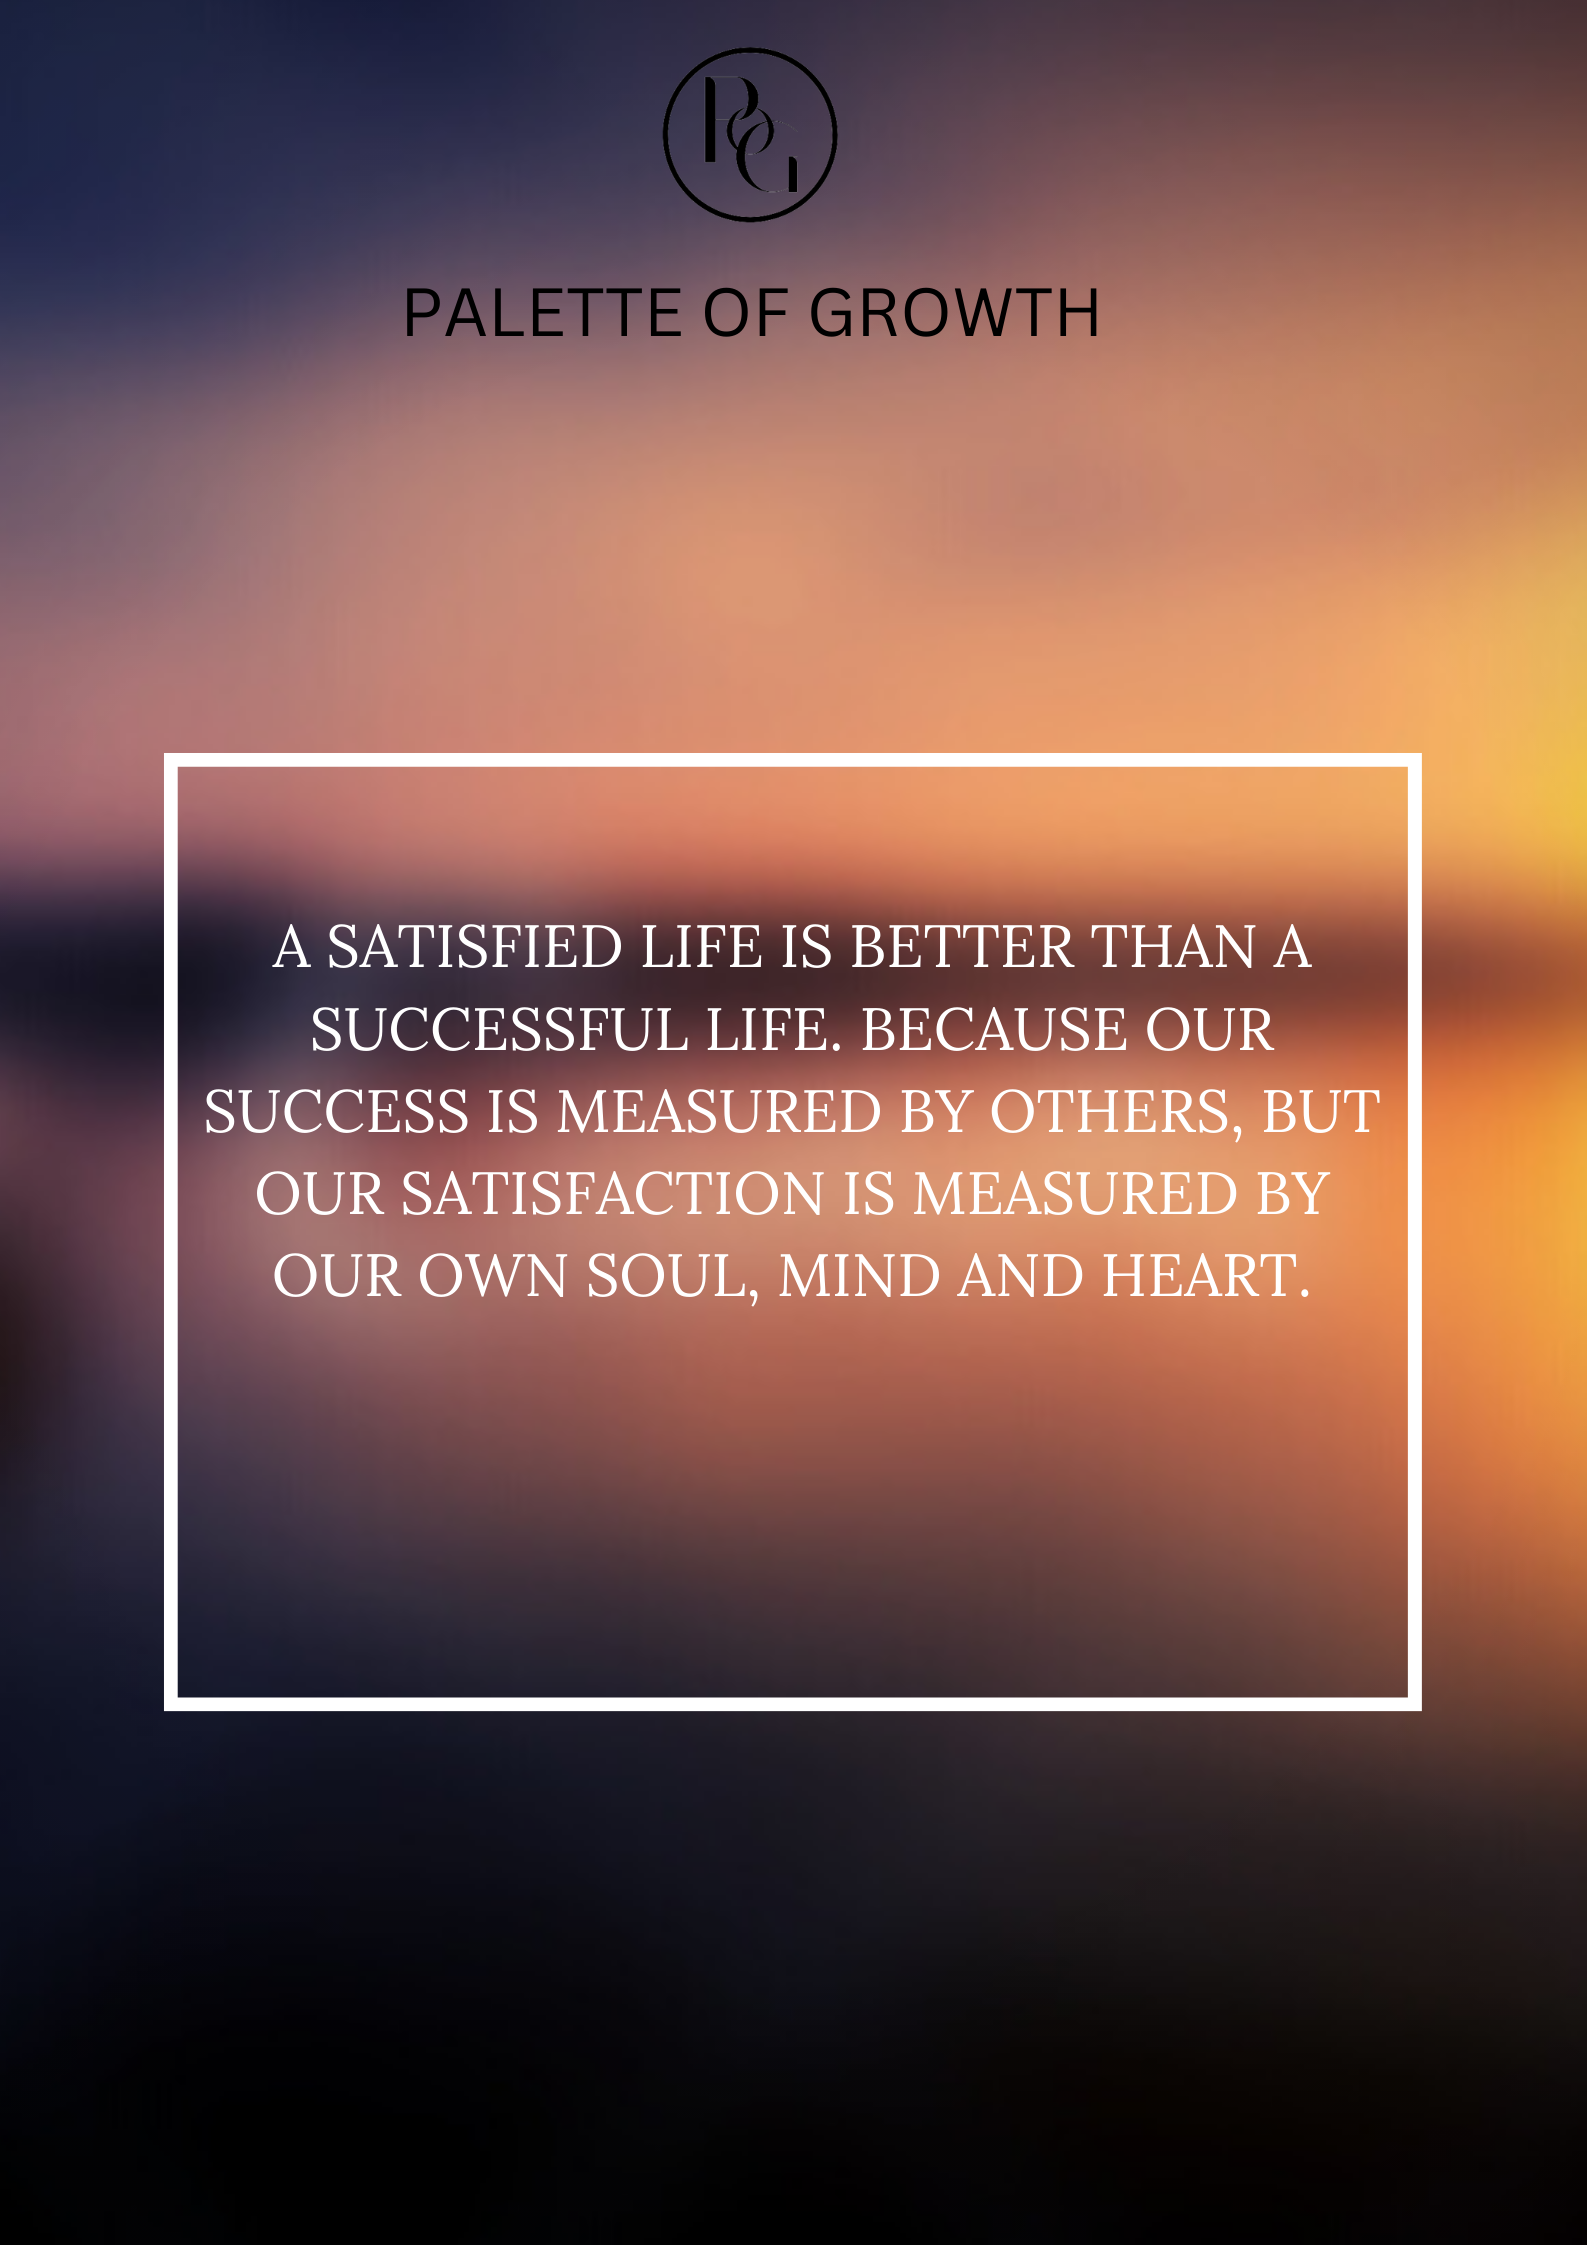 PoG
PALETTE OF GROWTH
A SATISFIED LIFE IS BETTER THAN A
SUCCESSFUL LIFE. BECAUSE OUR
SUCCESS IS MEASURED BY OTHERS, BUT
OUR SATISFACTION IS MEASURED BY
OUR OWN SOUL, MIND AND HEART.